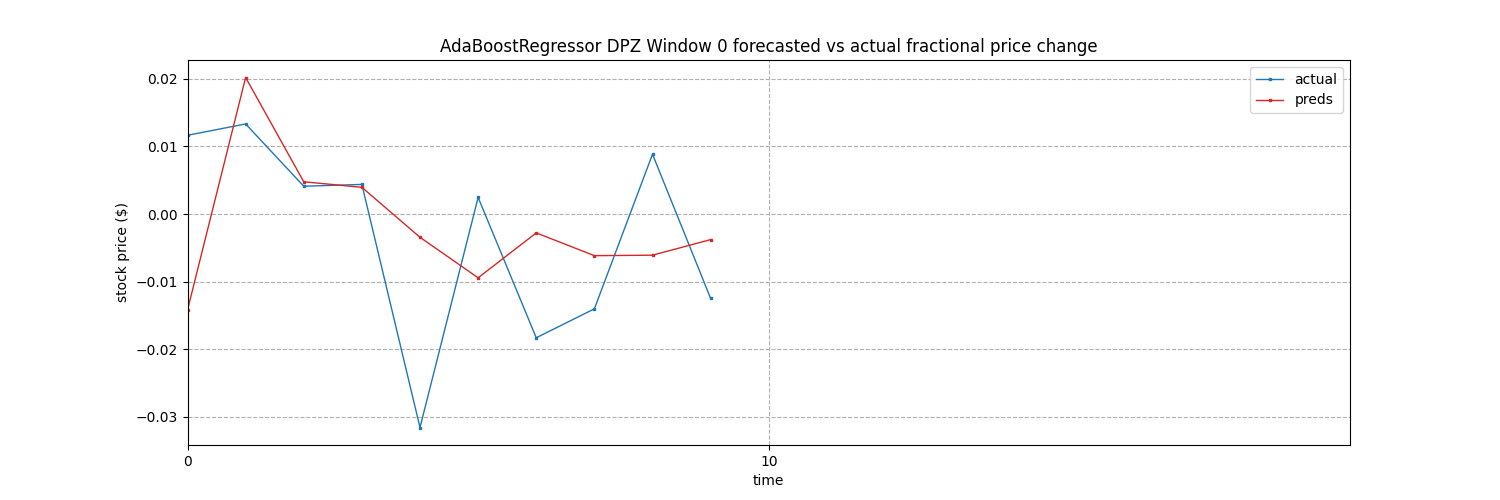 AdaBoostRegressor DPZ Window 0 forecasted vs actual fractional price change
actual
preds
0.02
0.01
0.00
−0.01
−0.02
−0.03
stock price ($)
0
10
time